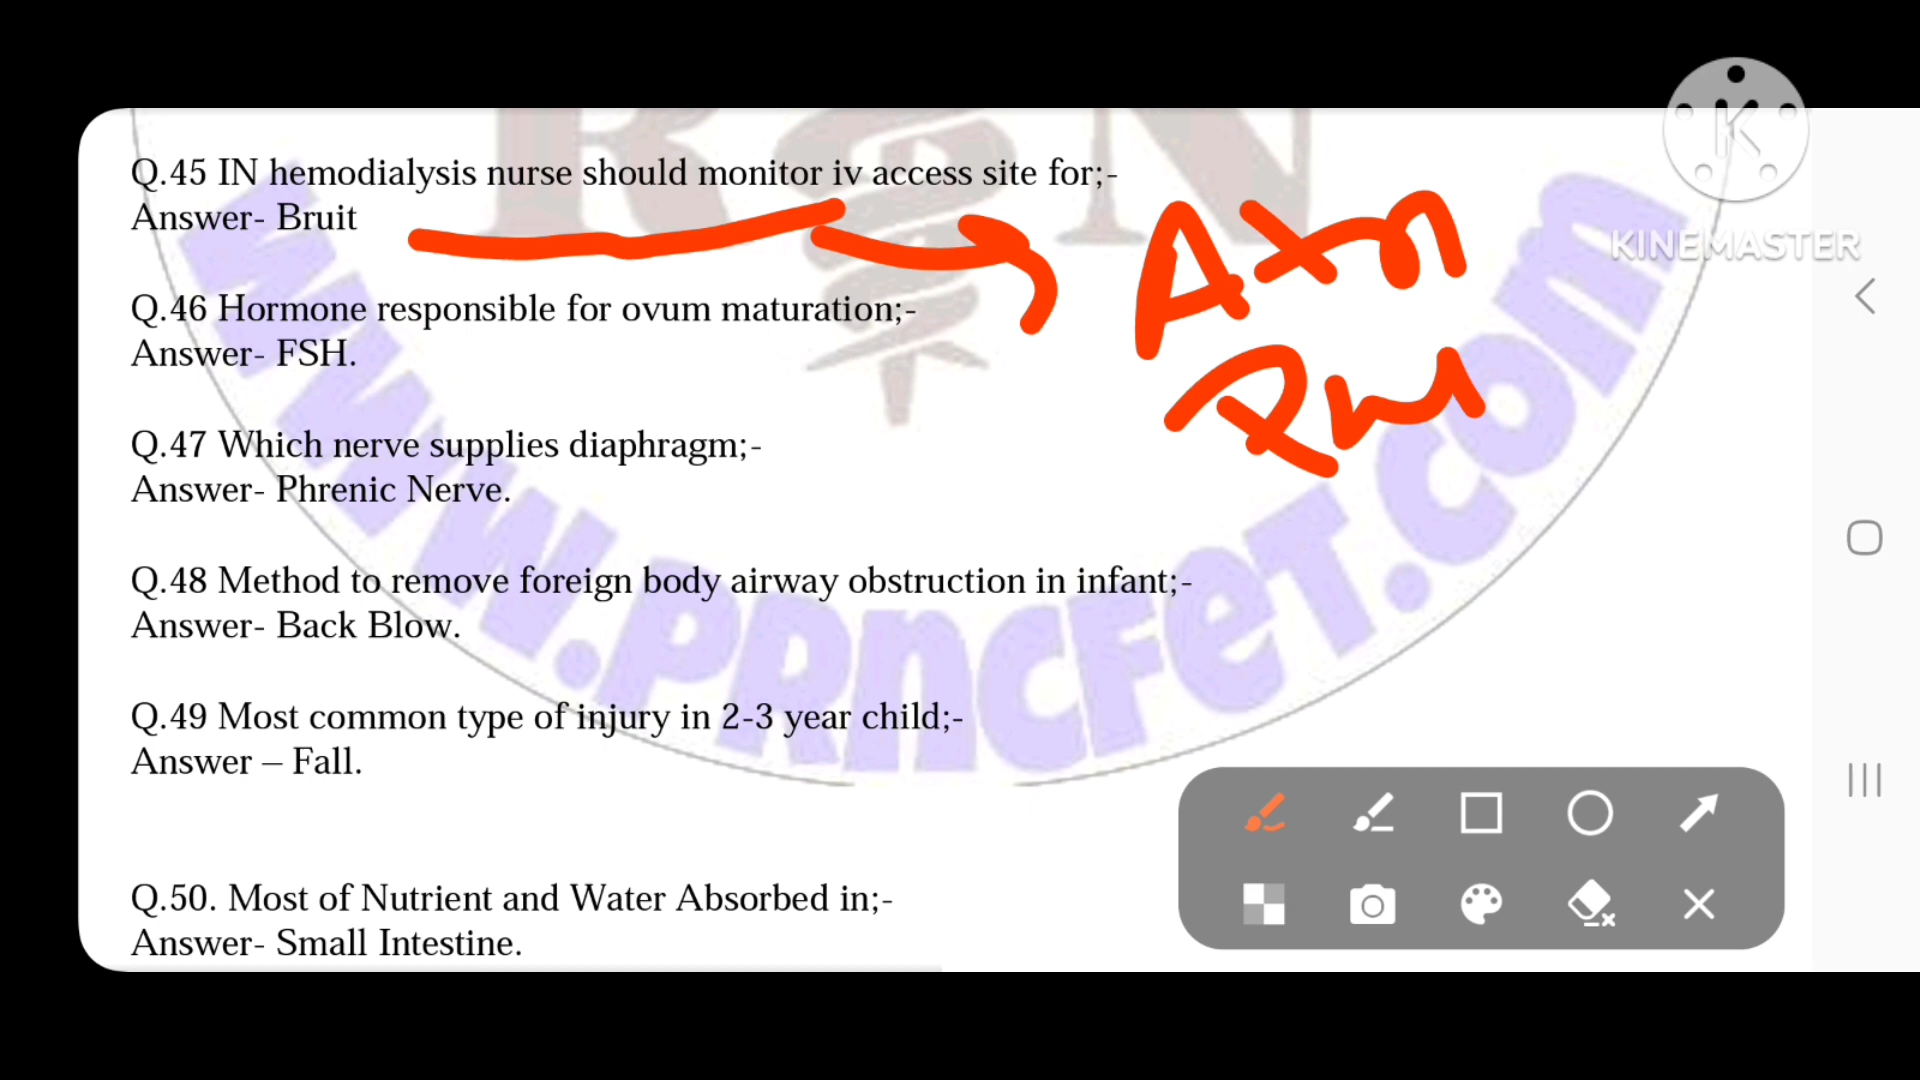 KINEMASTER
Q.45 IN hemodialysis nurse should monitor iv access site for;-
Answer- Bruit
Q.46 Hormone responsible for ovum maturation;-
Answer- FSH.
Q.47 Which nerve supplies diaphragm;-
Answer- Phrenic Nerve.
Q.48 Method to remove foreign body airway obstruction in infant;-
Answer- Back Blow.
Q.49 Most common type of injury in 2-3 year child;-
Answer – Fall.
Q.50. Most of Nutrient and Water Absorbed in;-
Answer- Small Intestine.
www.PRnCFET.com